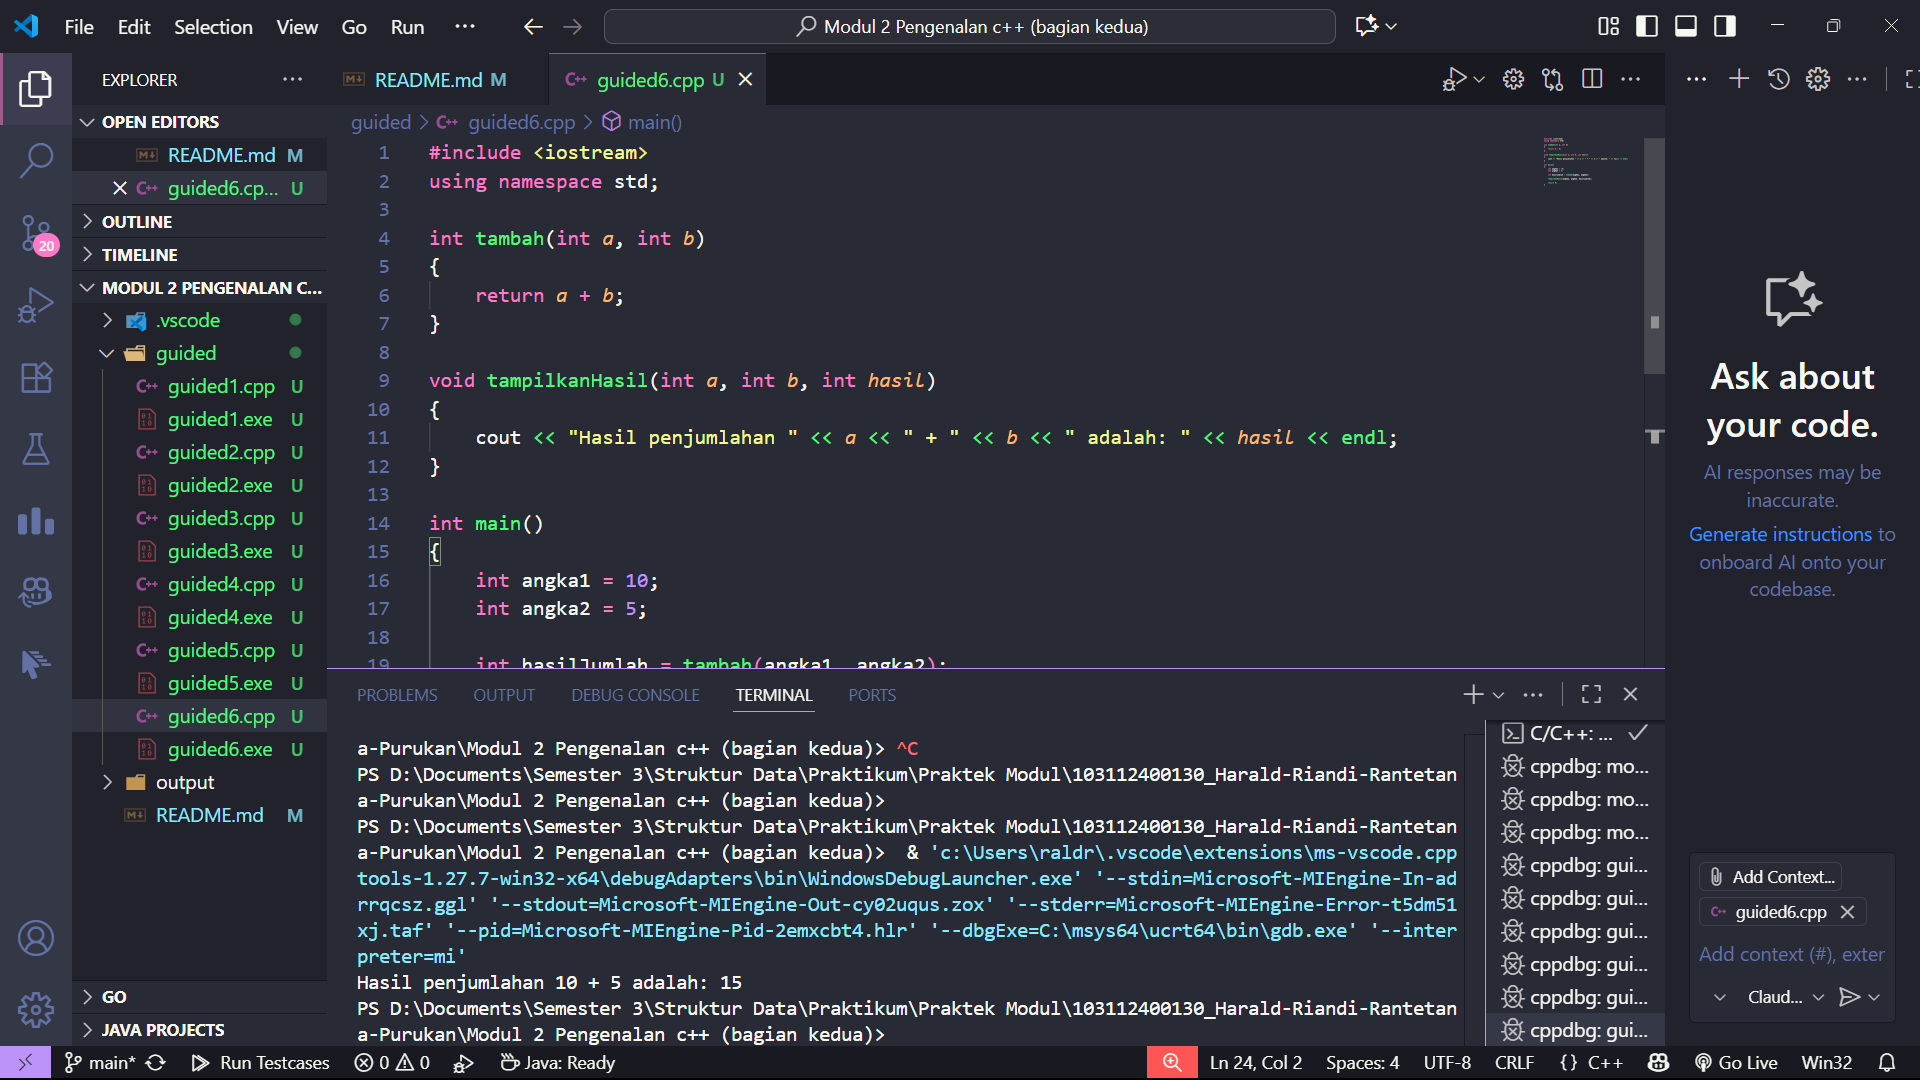 File Edit Selection View Go Run ··· Modul 2 Pengenalan c++ (bagian kedua)
EXPLORER
README.md M
guided6.cpp U
guided > guided6.cpp > main()
OPEN EDITORS
README.md M
guided6.cp... U
OUTLINE
TIMELINE
MODUL 2 PENGENALAN C...
.vscode
guided
guided1.cpp U
guided1.exe U
guided2.cpp U
guided2.exe U
guided3.cpp U
guided3.exe U
guided4.cpp U
guided4.exe U
guided5.cpp U
guided5.exe U
guided6.cpp U
guided6.exe U
output
README.md M
GO
JAVA PROJECTS
20
1 #include <iostream>
2 using namespace std;
3
4 int tambah(int a, int b)
5 {
6 return a + b;
7 }
8
9 void tampilkanHasil(int a, int b, int hasil)
10 {
11 cout << "Hasil penjumlahan " << a << " + " << b << " adalah: " << hasil << endl;
12 }
13
14 int main()
15 {
16 int angka1 = 10;
17 int angka2 = 5;
18
19 int hasilJumlah = tambah(angka1, angka2);
PROBLEMS OUTPUT DEBUG CONSOLE TERMINAL PORTS
a-Purukan\Modul 2 Pengenalan c++ (bagian kedua)> ^C
PS D:\Documents\Semester 3\Struktur Data\Praktikum\Praktek Modul\103112400130_Harald-Riandi-Rantetan
a-Purukan\Modul 2 Pengenalan c++ (bagian kedua)>
PS D:\Documents\Semester 3\Struktur Data\Praktikum\Praktek Modul\103112400130_Harald-Riandi-Rantetan
a-Purukan\Modul 2 Pengenalan c++ (bagian kedua)> & 'c:\Users\raldr\.vscode\extensions\ms-vscode.cpp
tools-1.27.7-win32-x64\debugAdapters\bin\WindowsDebugLauncher.exe' '--stdin=Microsoft-MIEngine-In-ad
rrqcsz.ggl' '--stdout=Microsoft-MIEngine-Out-cy02uqus.zox' '--stderr=Microsoft-MIEngine-Error-t5dm51
xj.taf' '--pid=Microsoft-MIEngine-Pid-2emxcbt4.hlr' '--dbgExe=C:\msys64\ucrt64\bin\gdb.exe' '--inter
preter=mi'
Hasil penjumlahan 10 + 5 adalah: 15
PS D:\Documents\Semester 3\Struktur Data\Praktikum\Praktek Modul\103112400130_Harald-Riandi-Rantetan
a-Purukan\Modul 2 Pengenalan c++ (bagian kedua)>
C/C++: ...
cppdbg: mo...
cppdbg: mo...
cppdbg: mo...
cppdbg: gui...
cppdbg: gui...
cppdbg: gui...
cppdbg: gui...
cppdbg: gui...
cppdbg: gui...
Ask about
your code.
AI responses may be
inaccurate.
Generate instructions to
onboard AI onto your
codebase.
Add Context...
guided6.cpp
Add context (#), exter
Claud...
main* Run Testcases 0 0 Java: Ready Ln 24, Col 2 Spaces: 4 UTF-8 CRLF {} C++ Go Live Win32